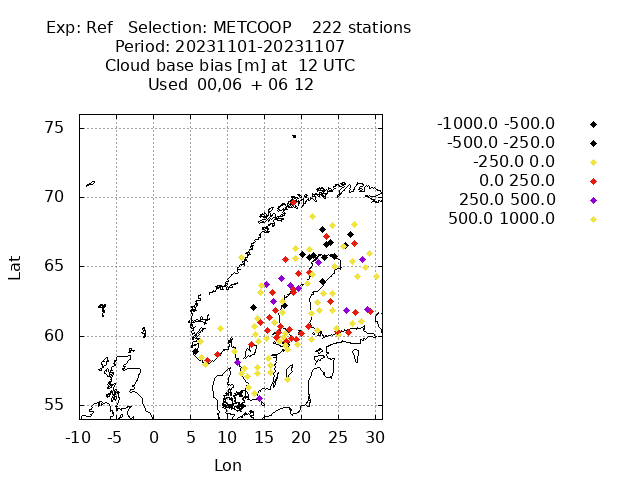 Exp: Ref   Selection: METCOOP    222 stations
Period: 20231101-20231107
Cloud base bias [m] at  12 UTC
Used  00,06  + 06 12
75
70
65
60
55
Lat
-10 -5 0 5 10 15 20 25 30
Lon
-1000.0 -500.0
-500.0 -250.0
-250.0 0.0
0.0 250.0
250.0 500.0
500.0 1000.0